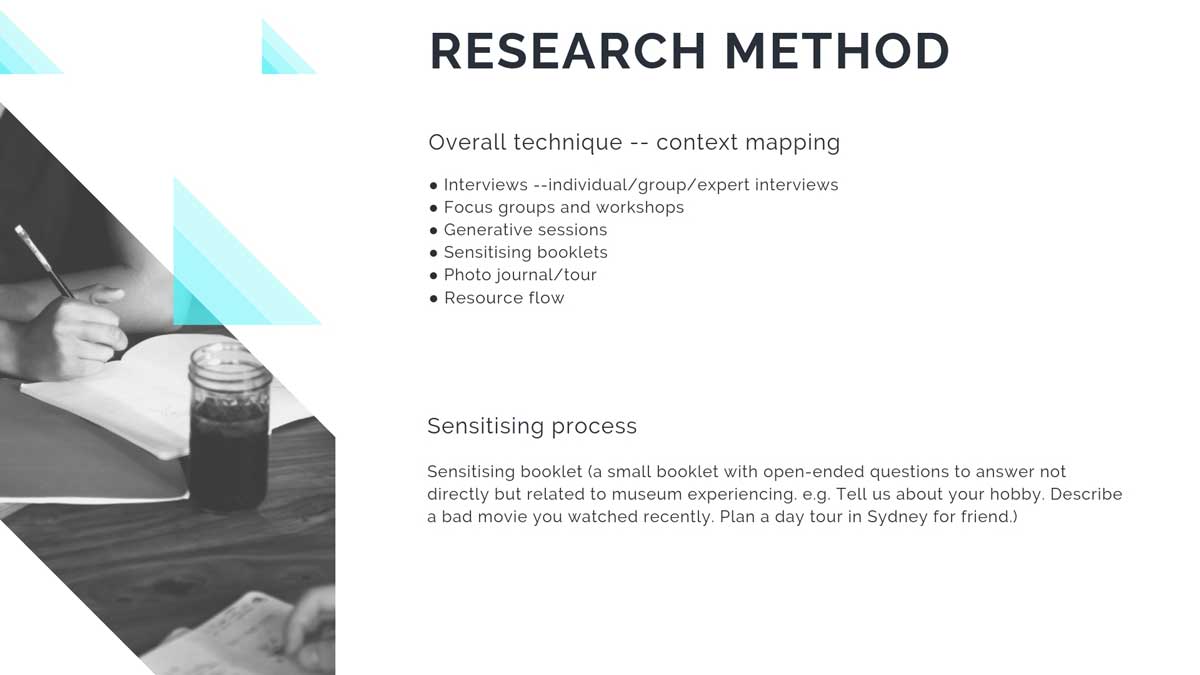 RESEARCH METHOD
Overall technique -- context mapping
● Interviews --individual/group/expert interviews
● Focus groups and workshops
● Generative sessions
● Sensitising booklets
● Photo journal/tour
● Resource flow
Sensitising process
Sensitising booklet (a small booklet with open-ended questions to answer not
directly but related to museum experiencing. e.g. Tell us about your hobby. Describe
a bad movie you watched recently. Plan a day tour in Sydney for friend.)